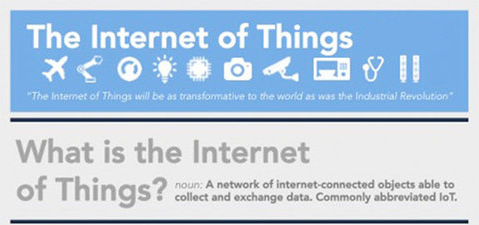 The Internet of Things
"The Internet of Things will be as transformative to the world as was the Industrial Revolution"
What is the Internet
of Things? noun: A network of internet-connected objects able to
collect and exchange data. Commonly abbreviated IoT.